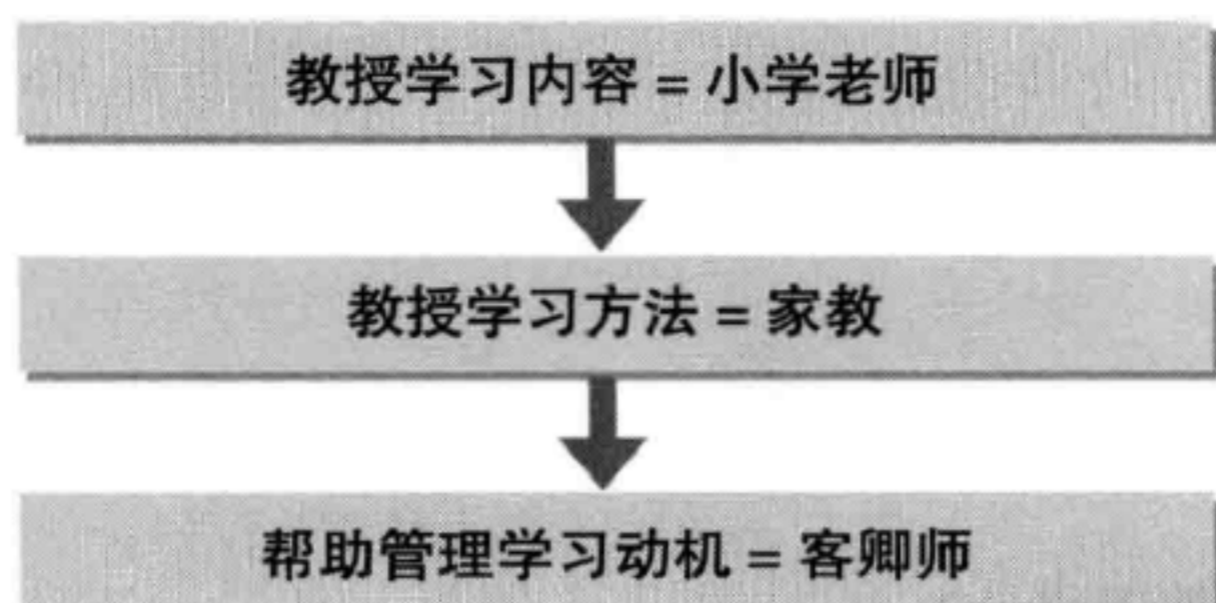 教授学习内容 = 小学老师
教授学习方法 = 家教
帮助管理学习动机 = 客卿师